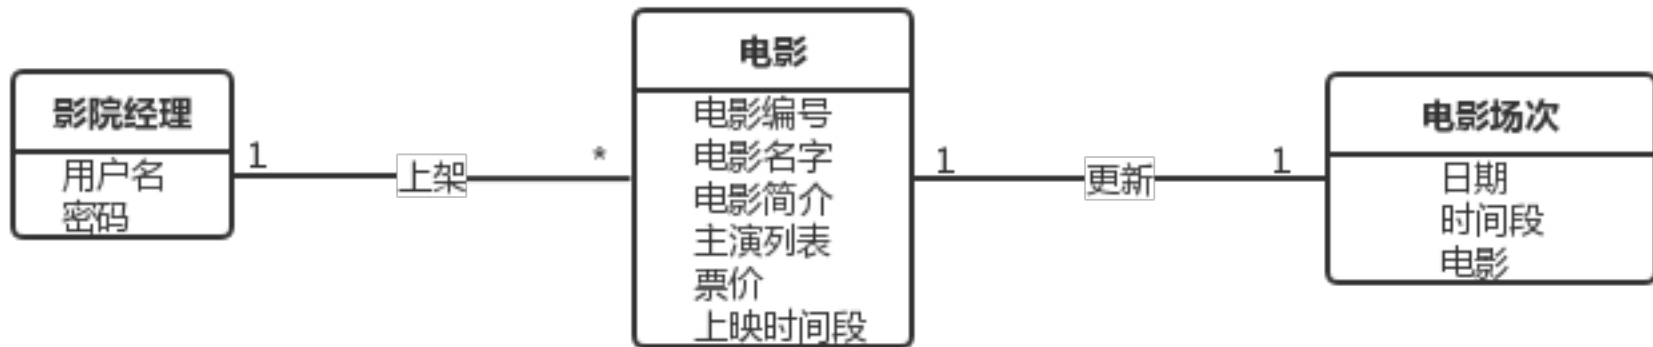 影院经理
用户名
密码
1
上架
*
电影
电影编号
电影名字
电影简介
主演列表
票价
上映时间段
1
更新
1
电影场次
日期
时间段
电影